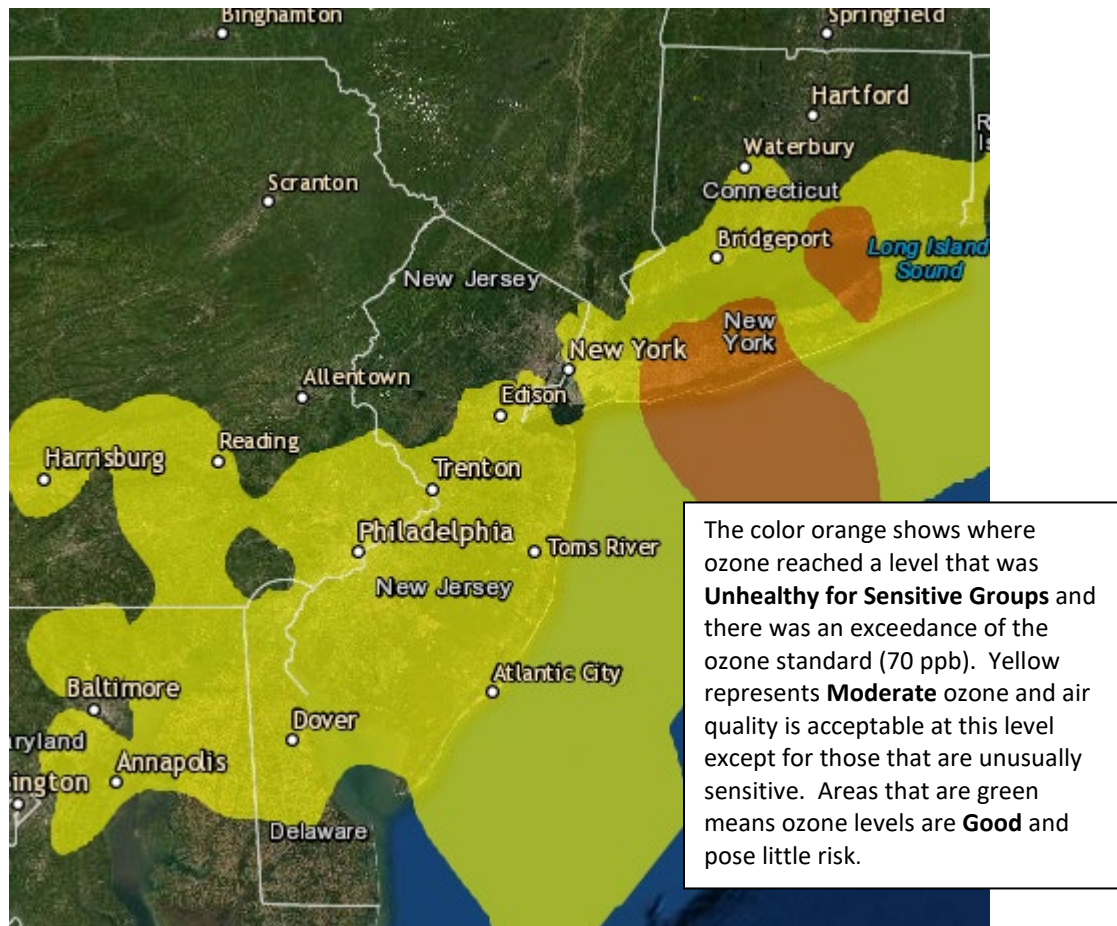 Binghamton
Springfield
Hartford
R
Is
Waterbury
Scranton
Connecticut
Bridgeport
Long Island
Sound
New Jersey
New
York
New York
Allentown
Edison
Reading
Harrisburg
Trenton
Philadelphia
Toms River
New Jersey
Atlantic City
Baltimore
Dover
aryland
Annapolis
ington
Delaware
The color orange shows where
ozone reached a level that was
Unhealthy for Sensitive Groups and
there was an exceedance of the
ozone standard (70 ppb).  Yellow
represents Moderate ozone and air
quality is acceptable at this level
except for those that are unusually
sensitive.  Areas that are green
means ozone levels are Good and
pose little risk.